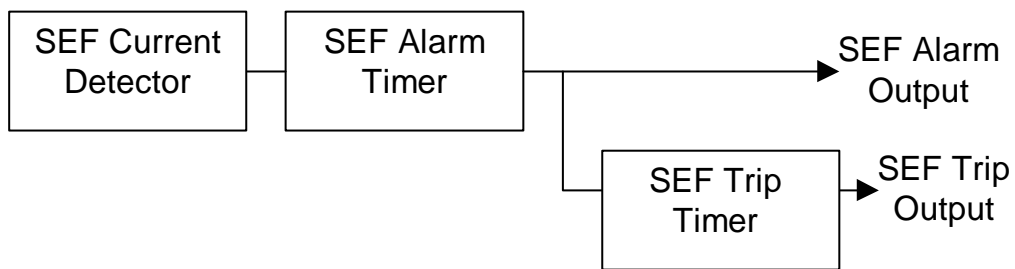 SEF Current
Detector
SEF Alarm
Timer
SEF Alarm
Output
SEF Trip
Timer
SEF Trip
Output